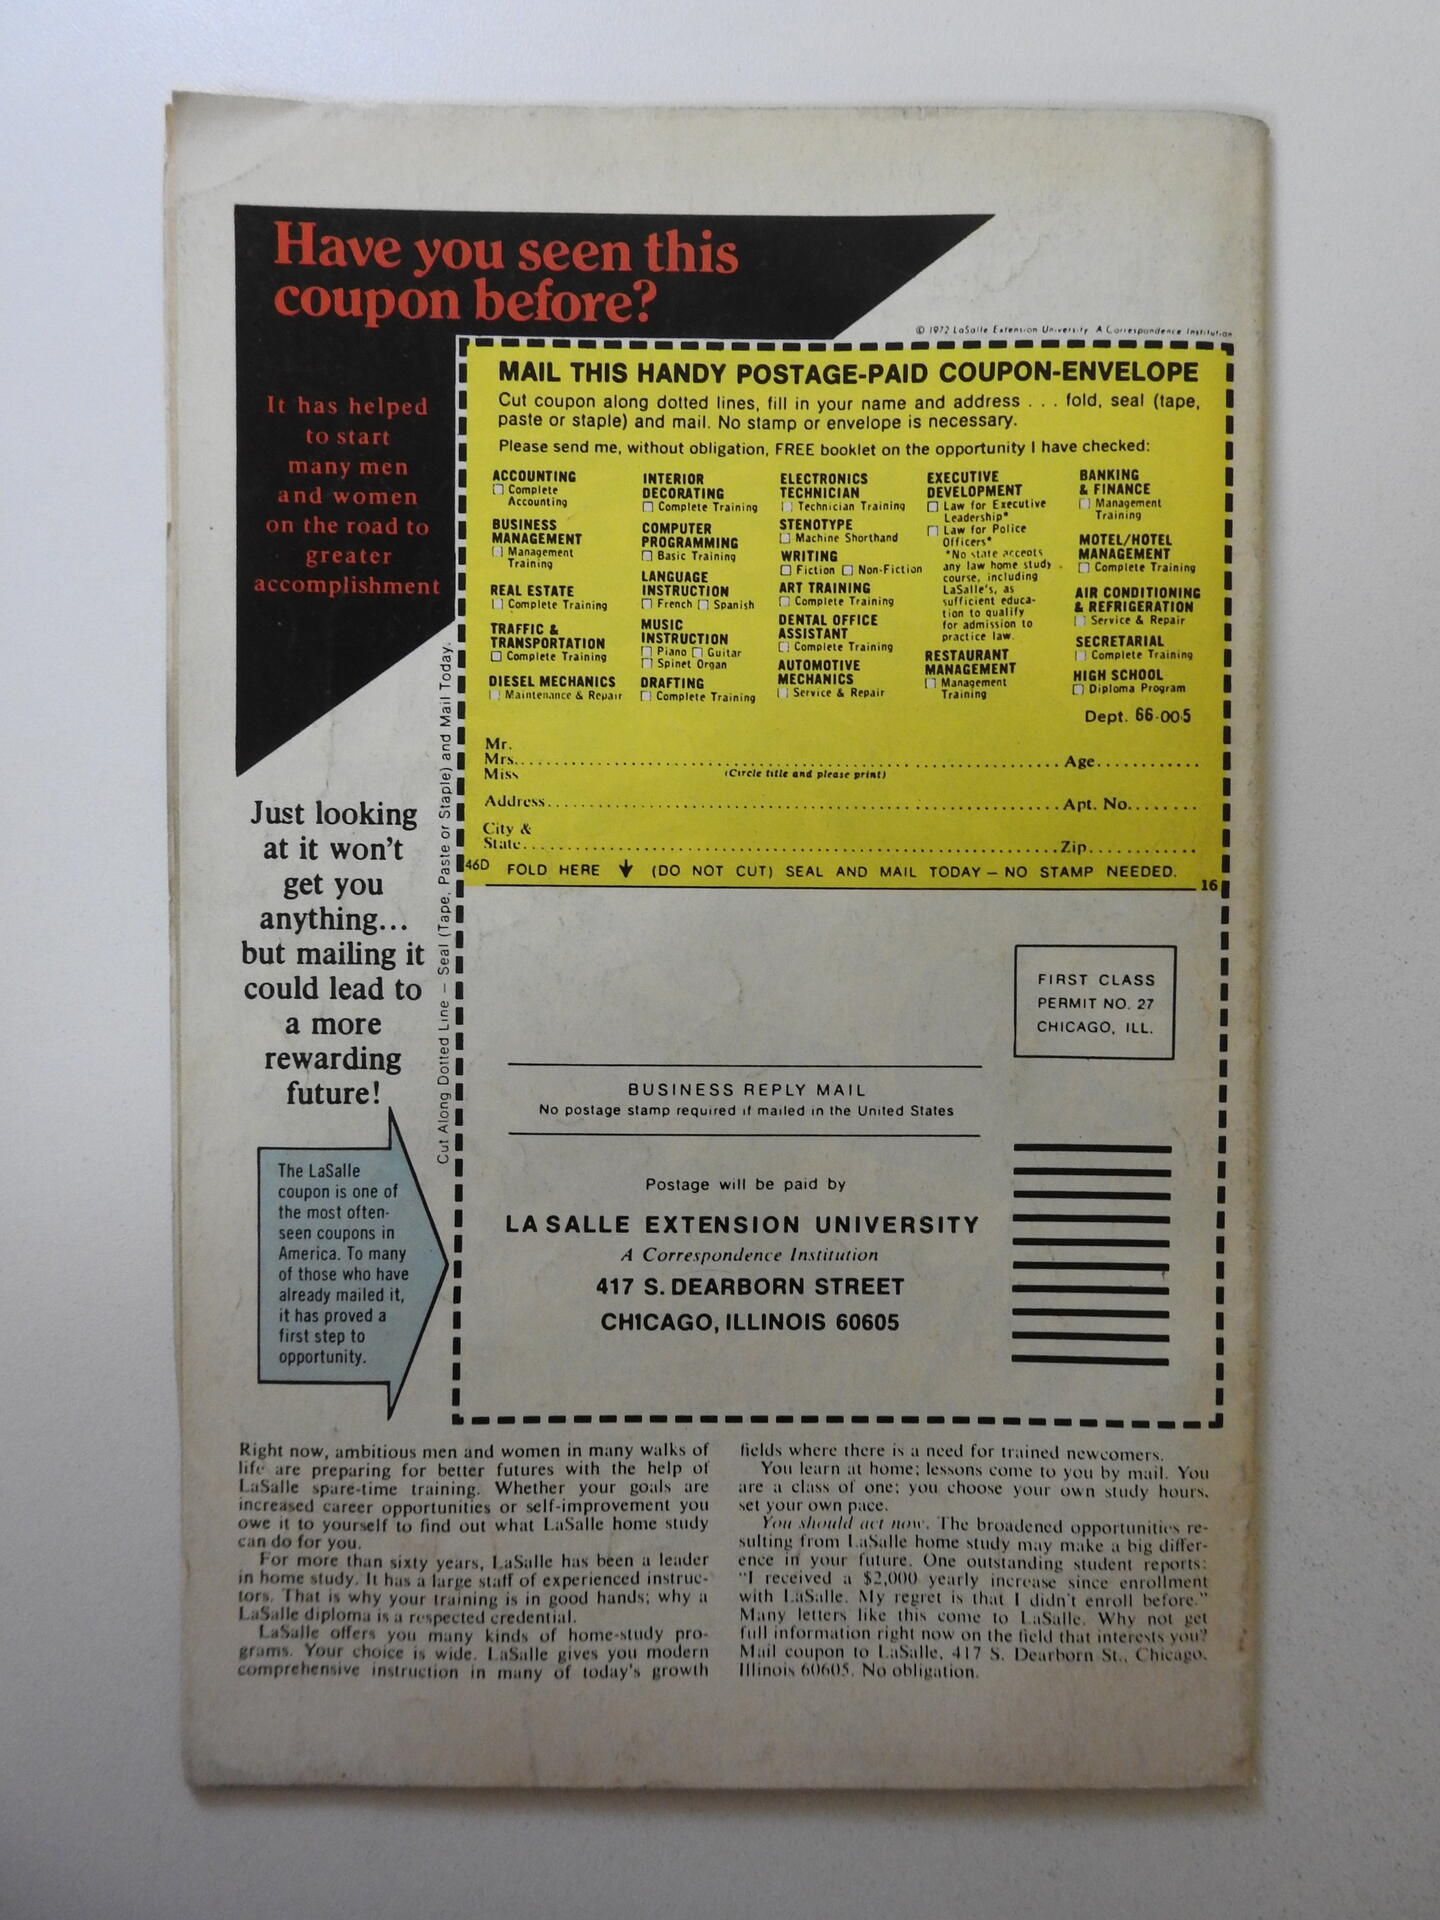 Have you seen this
coupon before?
It has helped
to start
many men
and women
on the road to
greater
accomplishment
Just looking
at it won't
get you
anything...
but mailing it
could lead to
a more
rewarding
future!
The LaSalle
coupon is one of
the most often-
seen coupons in
America. To many
of those who have
already mailed it,
it has proved a
first step to
opportunity.
Cut Along Dotted Line – Seal (Tape, Paste or Staple) and Mail Today.
© 1972 LaSalle Extension University A Correspondence Institution
MAIL THIS HANDY POSTAGE-PAID COUPON-ENVELOPE
Cut coupon along dotted lines, fill in your name and address . . . fold, seal (tape,
paste or staple) and mail. No stamp or envelope is necessary.
Please send me, without obligation, FREE booklet on the opportunity I have checked:
ACCOUNTING
☐ Complete
Accounting
BUSINESS
MANAGEMENT
☐ Management
Training
REAL ESTATE
☐ Complete Training
TRAFFIC &
TRANSPORTATION
☐ Complete Training
DIESEL MECHANICS
☐ Maintenance & Repair
INTERIOR
DECORATING
☐ Complete Training
COMPUTER
PROGRAMMING
☐ Basic Training
LANGUAGE
INSTRUCTION
☐ French ☐ Spanish
MUSIC
INSTRUCTION
☐ Piano ☐ Guitar
☐ Spinet Organ
DRAFTING
☐ Complete Training
ELECTRONICS
TECHNICIAN
☐ Technician Training
STENOTYPE
☐ Machine Shorthand
WRITING
☐ Fiction ☐ Non-Fiction
ART TRAINING
☐ Complete Training
DENTAL OFFICE
ASSISTANT
☐ Complete Training
AUTOMOTIVE
MECHANICS
☐ Service & Repair
EXECUTIVE
DEVELOPMENT
☐ Law for Executive
Leadership*
☐ Law for Police
Officers*
*No state accepts
any law home study
course, including
LaSalle's, as
sufficient educa-
tion to qualify
for admission to
practice law.
RESTAURANT
MANAGEMENT
☐ Management
Training
BANKING
& FINANCE
☐ Management
Training
MOTEL/HOTEL
MANAGEMENT
☐ Complete Training
AIR CONDITIONING
& REFRIGERATION
☐ Service & Repair
SECRETARIAL
☐ Complete Training
HIGH SCHOOL
☐ Diploma Program
Dept. 66-005
Mr.
Mrs. Age
Miss (Circle title and please print)
Address Apt. No.
City &
State Zip
46D FOLD HERE ↓ (DO NOT CUT) SEAL AND MAIL TODAY – NO STAMP NEEDED.
16
FIRST CLASS
PERMIT NO. 27
CHICAGO, ILL.
BUSINESS REPLY MAIL
No postage stamp required if mailed in the United States
Postage will be paid by
LA SALLE EXTENSION UNIVERSITY
A Correspondence Institution
417 S. DEARBORN STREET
CHICAGO, ILLINOIS 60605
Right now, ambitious men and women in many walks of
life are preparing for better futures with the help of
LaSalle spare-time training. Whether your goals are
increased career opportunities or self-improvement you
owe it to yourself to find out what LaSalle home study
can do for you.
For more than sixty years, LaSalle has been a leader
in home study. It has a large staff of experienced instruc-
tors. That is why your training is in good hands; why a
LaSalle diploma is a respected credential.
LaSalle offers you many kinds of home-study pro-
grams. Your choice is wide. LaSalle gives you modern
comprehensive instruction in many of today's growth
fields where there is a need for trained newcomers.
You learn at home; lessons come to you by mail. You
are a class of one; you choose your own study hours,
set your own pace.
You should act now. The broadened opportunities re-
sulting from LaSalle home study may make a big differ-
ence in your future. One outstanding student reports:
"I received a $2,000 yearly increase since enrollment
with LaSalle. My regret is that I didn't enroll before."
Many letters like this come to LaSalle. Why not get
full information right now on the field that interests you?
Mail coupon to LaSalle, 417 S. Dearborn St., Chicago,
Illinois 60605. No obligation.